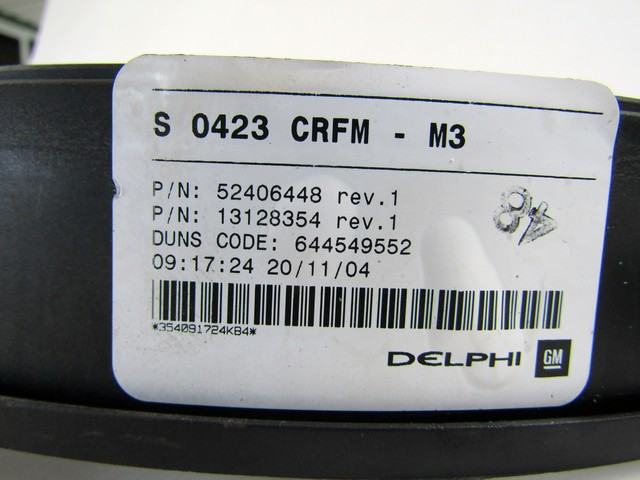 S 0423 CRFM - M3
P/N: 52406448 rev.1
P/N: 13128354 rev.1
48
DUNS CODE: 644549552
09:17:24 20/11/04
*354091724KB4*
DELPHI GM